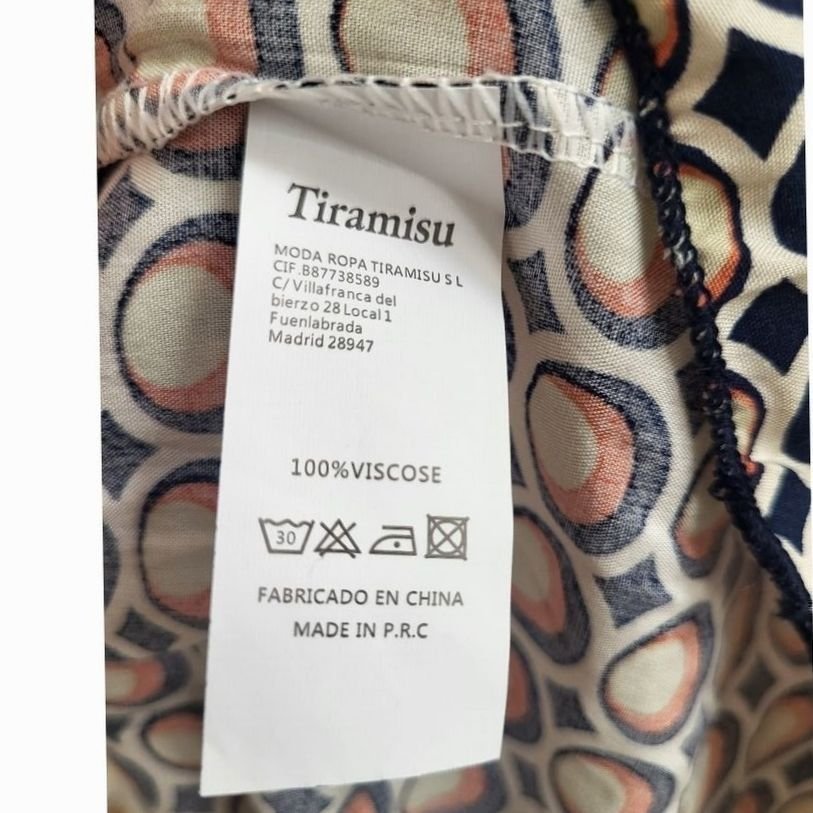 Tiramisu
MODA ROPA TIRAMISU S L
CIF.B87738589
C/Villafranca del
bierzo 28 Local 1
Fuenlabrada
Madrid 28947
100%VISCOSE
30
FABRICADO EN CHINA
MADE IN P.R.C